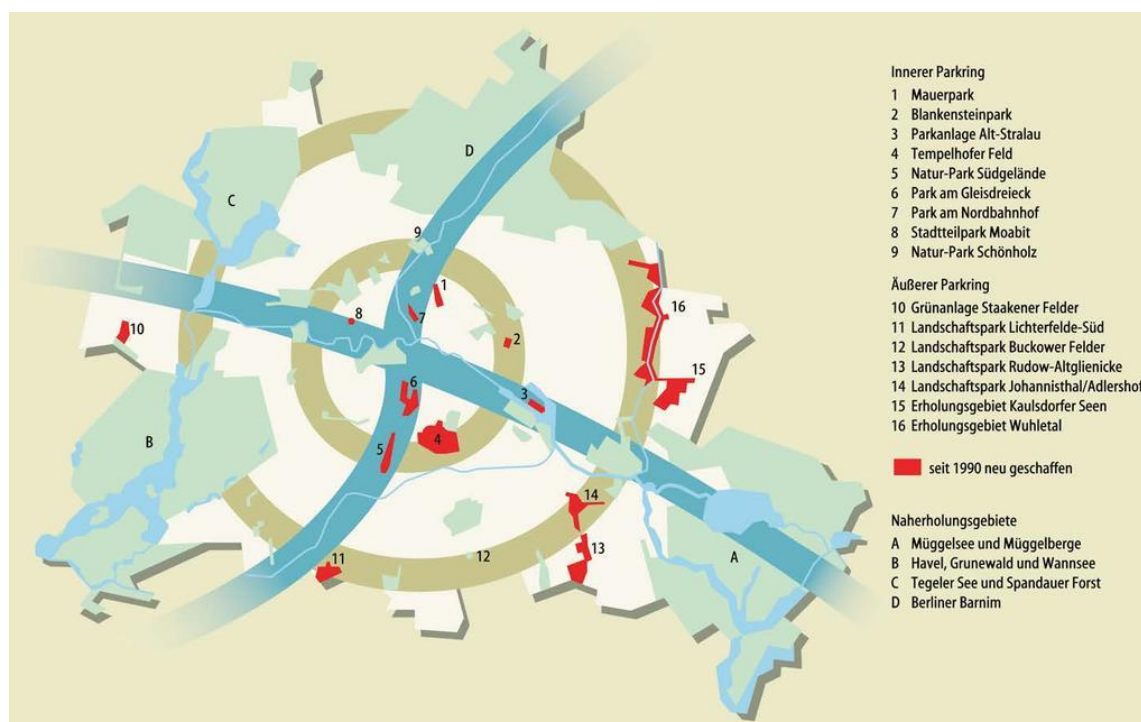 Innerer Parkring
1 Mauerpark
2 Blankensteinpark
3 Parkanlage Alt-Stralau
4 Tempelhofer Feld
5 Natur-Park Südgelände
6 Park am Gleisdreieck
7 Park am Nordbahnhof
8 Stadtteilpark Moabit
9 Natur-Park Schönholz
Äußerer Parkring
10 Grünanlage Staakener Felder
11 Landschaftspark Lichterfelde-Süd
12 Landschaftspark Buckower Felder
13 Landschaftspark Rudow-Altglienicke
14 Landschaftspark Johannisthal/Adlershof
15 Erholungsgebiet Kaulsdorfer Seen
16 Erholungsgebiet Wuhletal
seit 1990 neu geschaffen
Naherholungsgebiete
A Müggelsee und Müggelberge
B Havel, Grunewald und Wannsee
C Tegeler See und Spandauer Forst
D Berliner Barnim
D
C
9
1
16
7
8
10
2
15
6
3
4
B
5
14
13
12
11
A